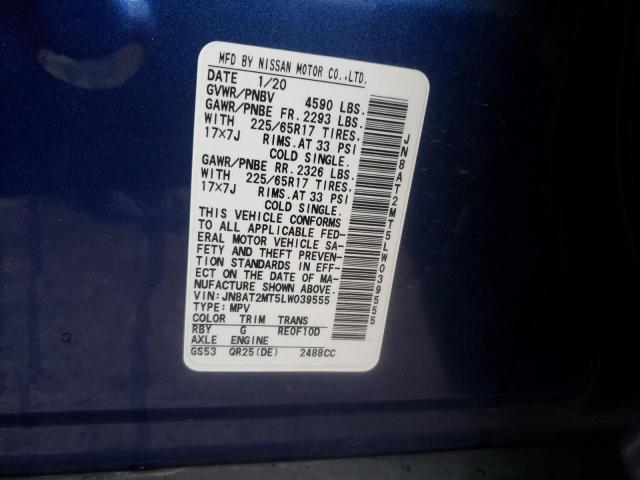 MFD BY NISSAN MOTOR CO.,LTD.
DATE 1/20
GVWR/PNBV 4590 LBS.
GAWR/PNBE FR. 2293 LBS.
WITH 225/65R17 TIRES.
17X7J RIMS.AT 33 PSI
COLD SINGLE.
GAWR/PNBE RR. 2326 LBS.
WITH 225/65R17 TIRES.
17X7J RIMS.AT 33 PSI
COLD SINGLE.
THIS VEHICLE CONFORMS
TO ALL APPLICABLE FED-
ERAL MOTOR VEHICLE SA-
FETY AND THEFT PREVEN-
TION STANDARDS IN EFF-
ECT ON THE DATE OF MA-
NUFACTURE SHOWN ABOVE.
VIN: JN8AT2MT5LW039555
TYPE: MPV
COLOR TRIM TRANS
RBY G RE0F10D
AXLE ENGINE
GS53 QR25(DE) 2488CC
JN8AT2MT5LW039555